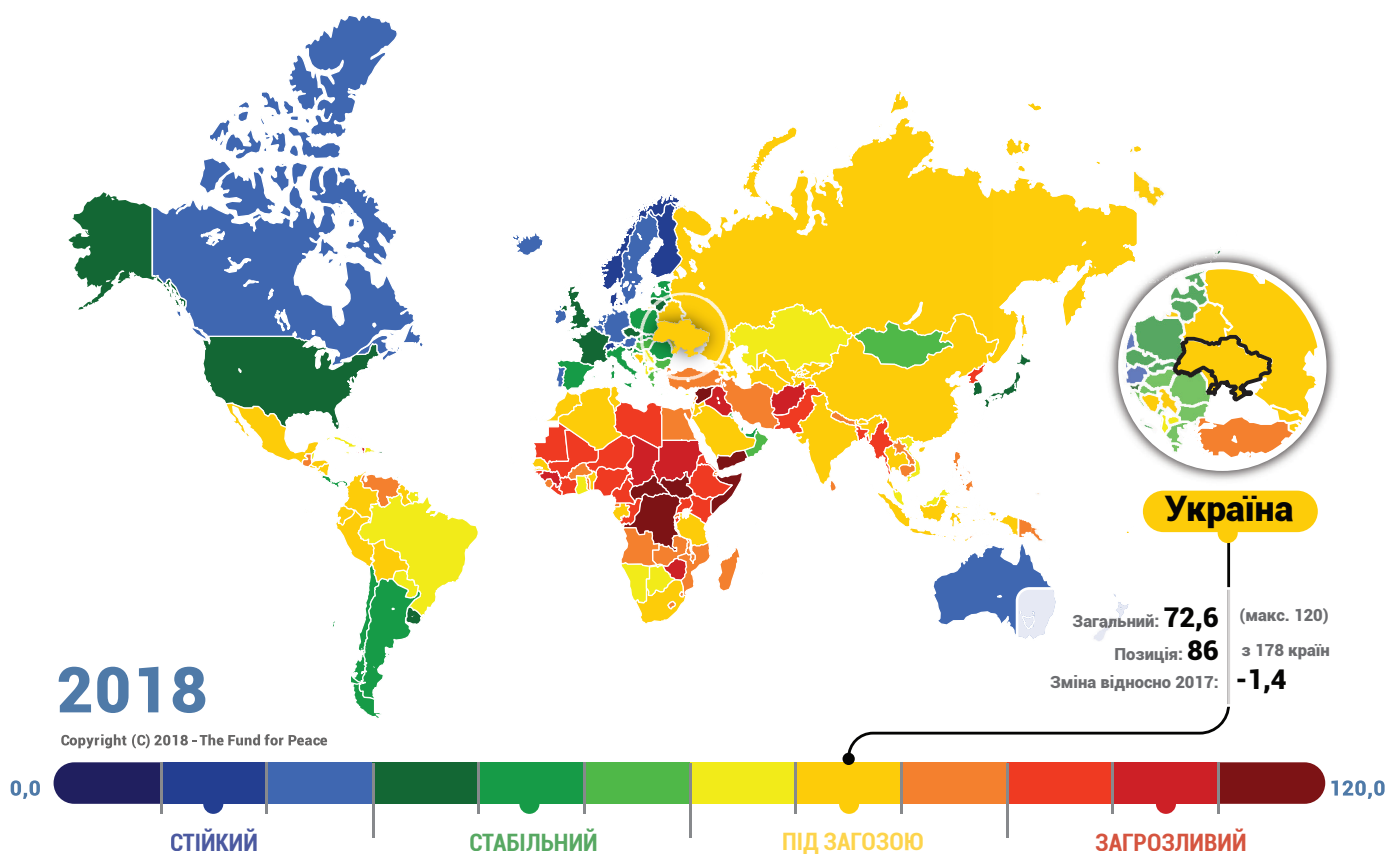 Україна
Загальний: 72,6 (макс. 120)
Позиція: 86 з 178 країн
Зміна відносно 2017: -1,4
2018
Copyright (C) 2018 - The Fund for Peace
0,0 120,0
СТІЙКИЙ СТАБІЛЬНИЙ ПІД ЗАГОЗОЮ ЗАГРОЗЛИВИЙ